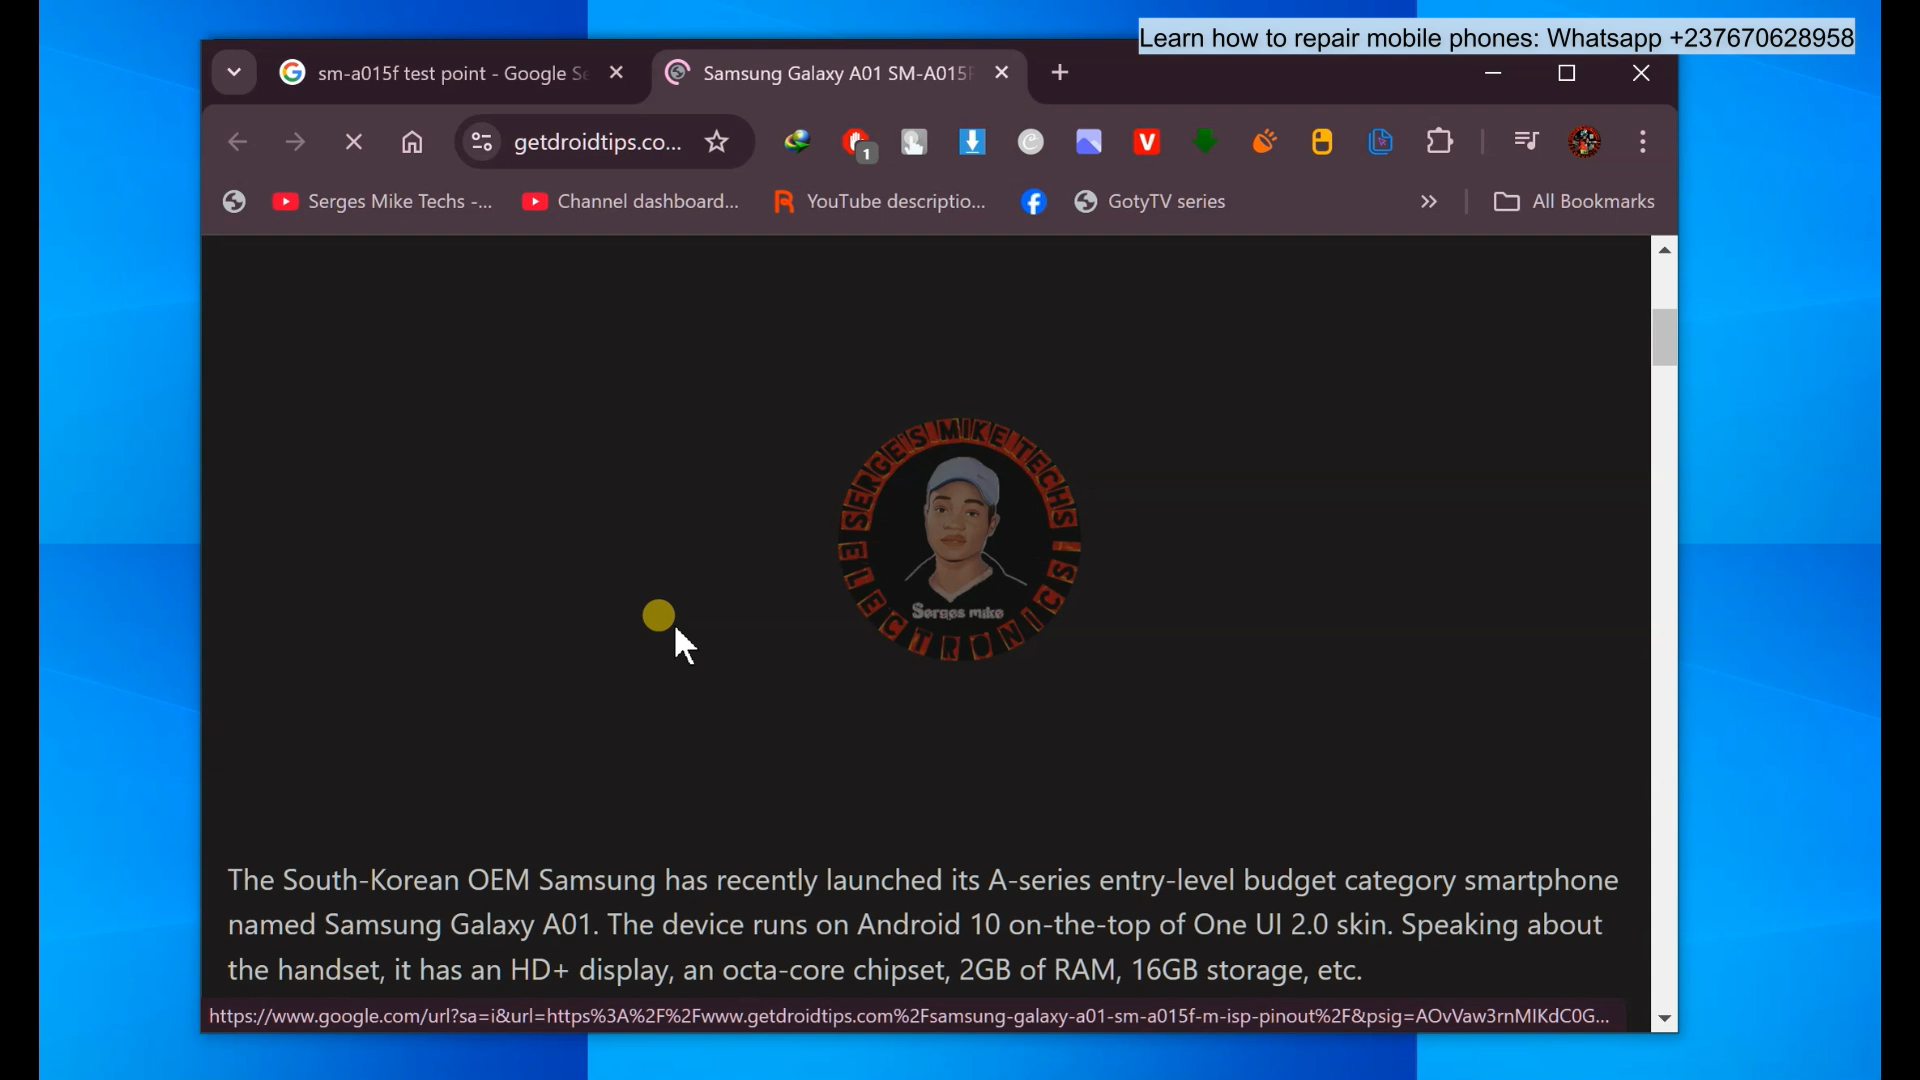 Learn how to repair mobile phones: Whatsapp +237670628958
sm-a015f test point - Google Se
Samsung Galaxy A01 SM-A015F
getdroidtips.co...
1
V
Serges Mike Techs -...
Channel dashboard...
YouTube descriptio...
GotyTV series
All Bookmarks
SERGE'S MIKE TECHS
ELECTRONICS
Serges mike
The South-Korean OEM Samsung has recently launched its A-series entry-level budget category smartphone
named Samsung Galaxy A01. The device runs on Android 10 on-the-top of One UI 2.0 skin. Speaking about
the handset, it has an HD+ display, an octa-core chipset, 2GB of RAM, 16GB storage, etc.
https://www.google.com/url?sa=i&url=https%3A%2F%2Fwww.getdroidtips.com%2Fsamsung-galaxy-a01-sm-a015f-m-isp-pinout%2F&psig=AOvVaw3rnMIKdC0G...